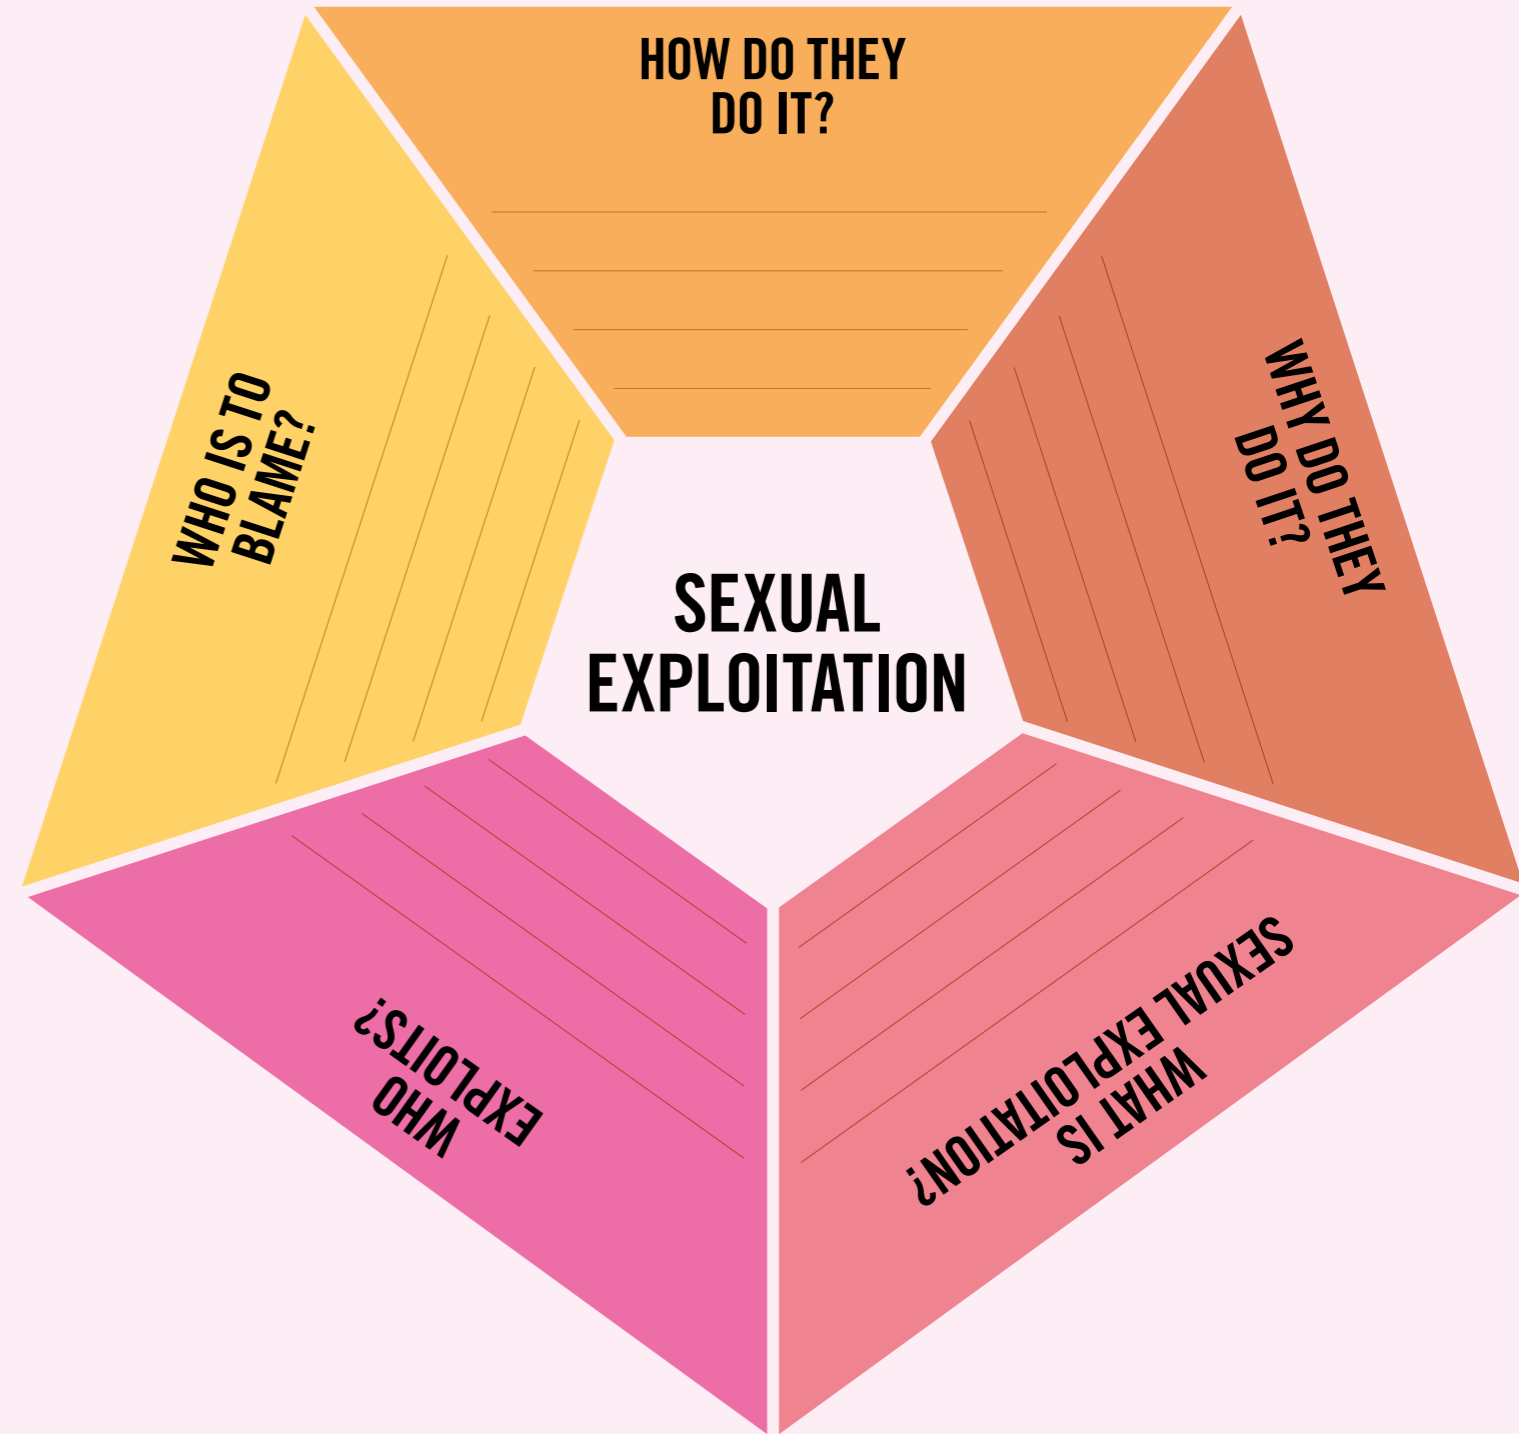 HOW DO THEY
DO IT?
WHY DO THEY
DO IT?
WHAT IS
SEXUAL EXPLOITATION?
WHO
EXPLOITS?
WHO IS TO
BLAME?
SEXUAL
EXPLOITATION